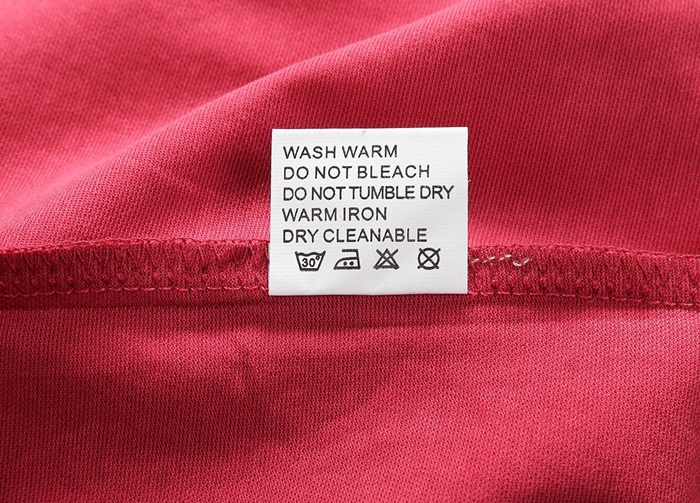 WASH WARM
DO NOT BLEACH
DO NOT TUMBLE DRY
WARM IRON
DRY CLEANABLE
30°